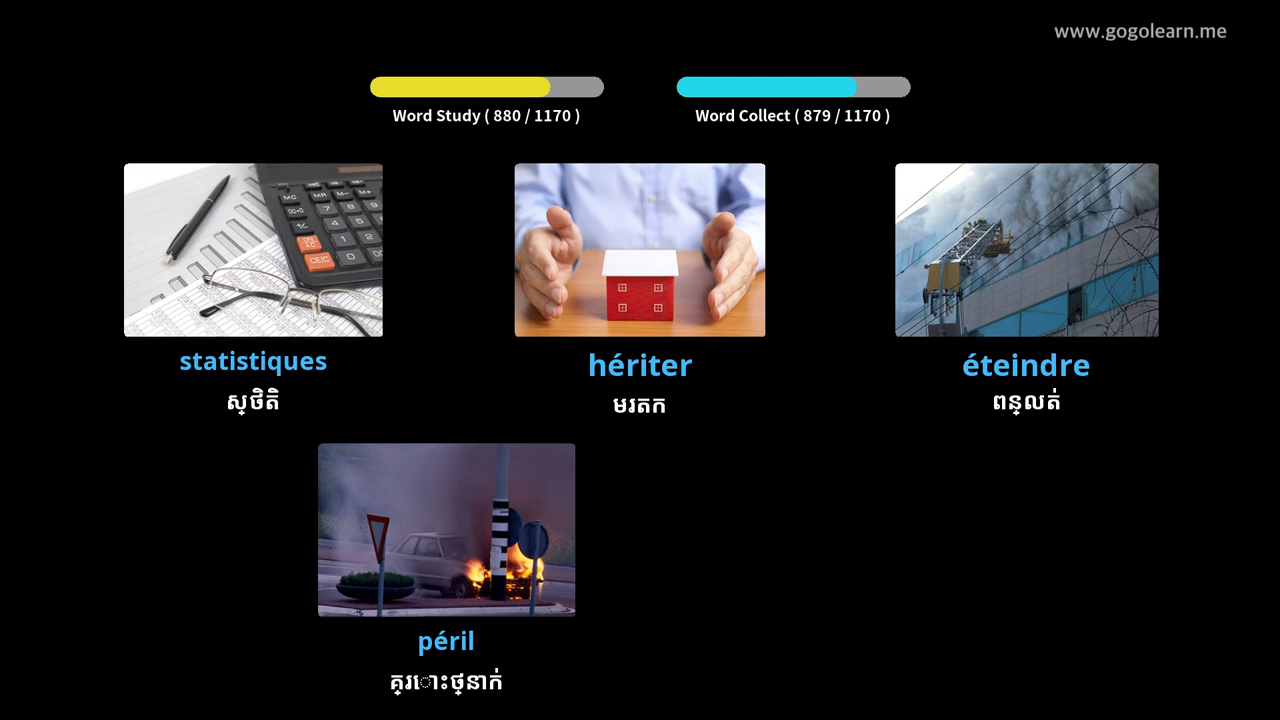 www.gogolearn.me
Word Study ( 880 / 1170 )
Word Collect ( 879 / 1170 )
statistiques
ស្ថិតិ
hériter
មរតក
éteindre
ពន្លត់
péril
គ្រោះថ្នាក់